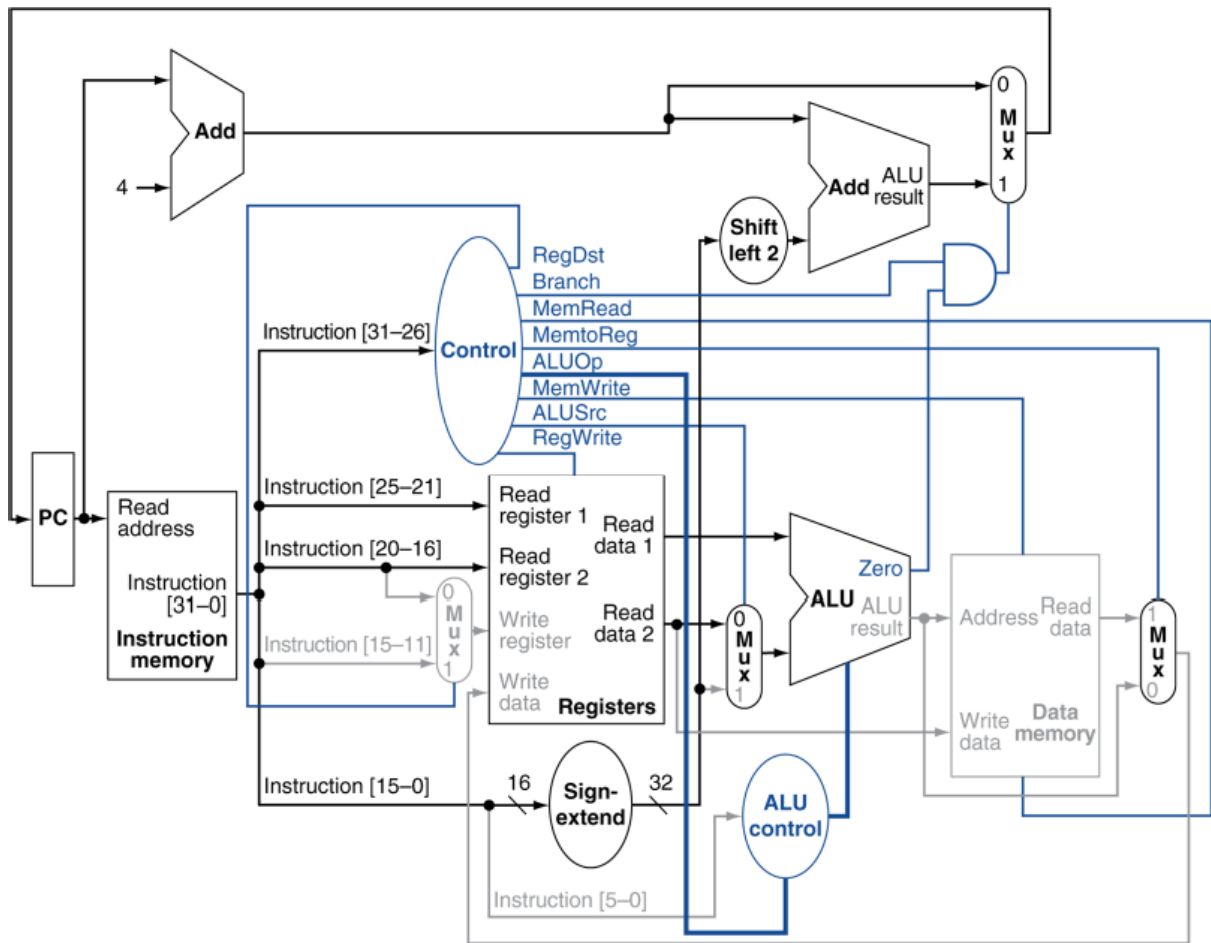 0
M
u
x
1
Add
ALU
result
Add
4
Shift
left 2
RegDst
Branch
MemRead
MemtoReg
ALUOp
MemWrite
ALUSrc
RegWrite
Instruction [31–26]
Control
PC
Read
address
Instruction
[31–0]
Instruction
memory
Instruction [25–21]
Instruction [20–16]
Instruction [15–11]
0
M
u
x
1
Read
register 1
Read
register 2
Write
register
Write
data
Read
data 1
Read
data 2
Registers
0
M
u
x
1
Zero
ALU
ALU
result
Address
Read
data
Write
data
Data
memory
1
M
u
x
0
Instruction [15–0]
16
Sign-
extend
32
ALU
control
Instruction [5–0]